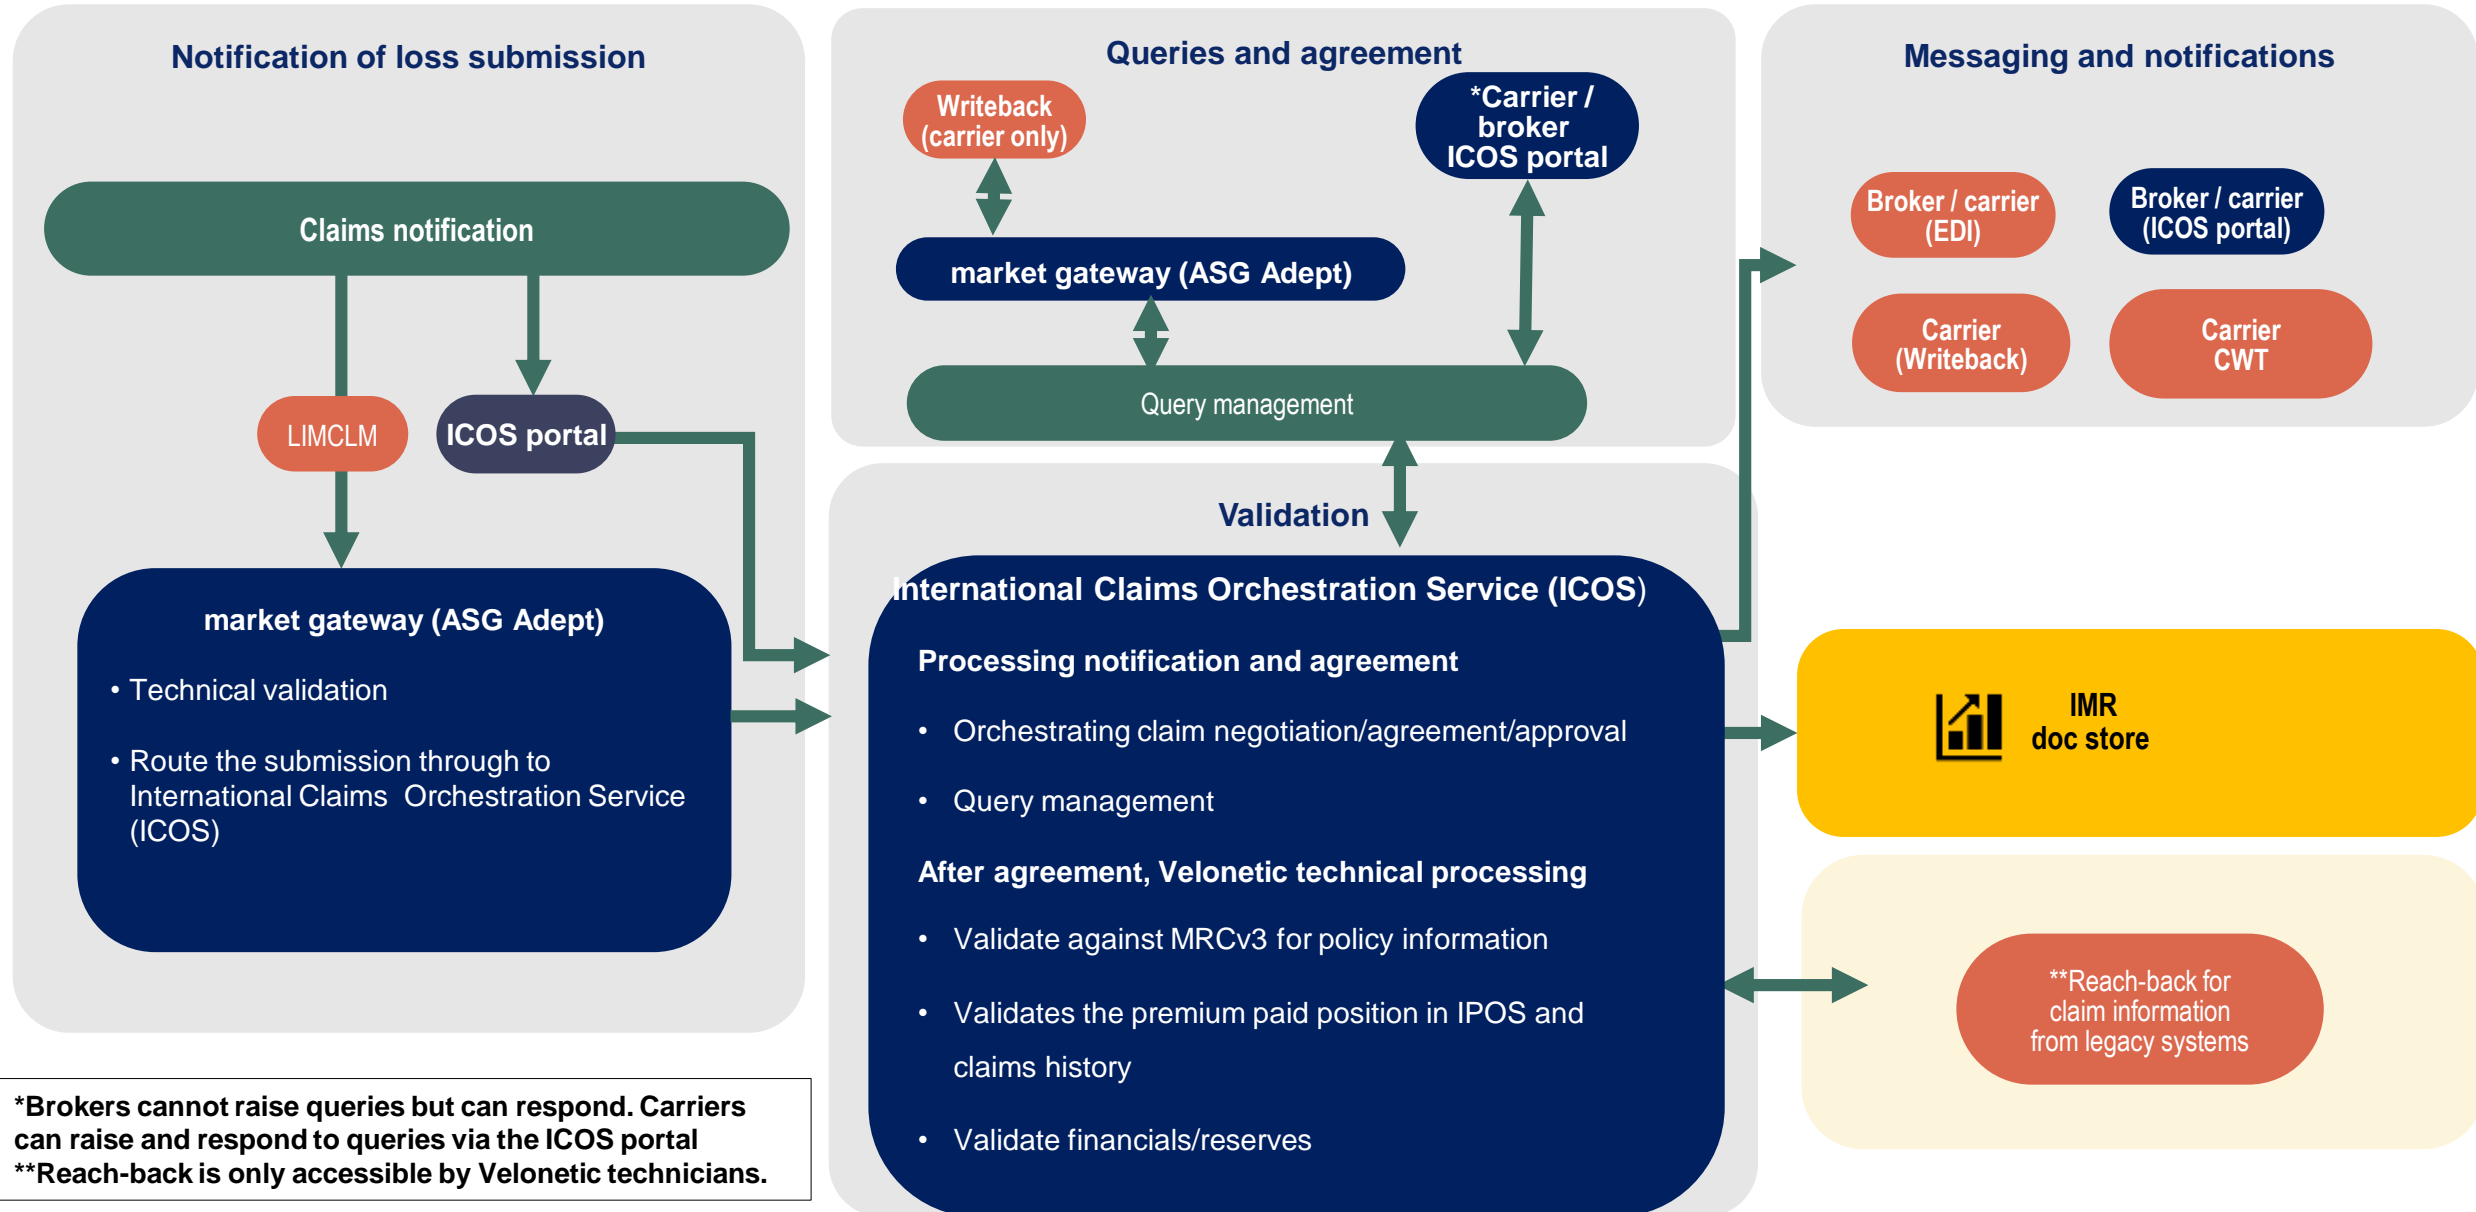 Notification of loss submission
Claims notification
LIMCLM
ICOS portal
market gateway (ASG Adept)
• Technical validation
• Route the submission through to
International Claims Orchestration Service
(ICOS)
*Brokers cannot raise queries but can respond. Carriers
can raise and respond to queries via the ICOS portal
**Reach-back is only accessible by Velonetic technicians.
Queries and agreement
Writeback
(carrier only)
*Carrier /
broker
ICOS portal
market gateway (ASG Adept)
Query management
Validation
International Claims Orchestration Service (ICOS)
Processing notification and agreement
• Orchestrating claim negotiation/agreement/approval
• Query management
After agreement, Velonetic technical processing
• Validate against MRCv3 for policy information
• Validates the premium paid position in IPOS and
claims history
• Validate financials/reserves
Messaging and notifications
Broker / carrier
(EDI)
Broker / carrier
(ICOS portal)
Carrier
(Writeback)
Carrier
CWT
IMR
doc store
**Reach-back for
claim information
from legacy systems